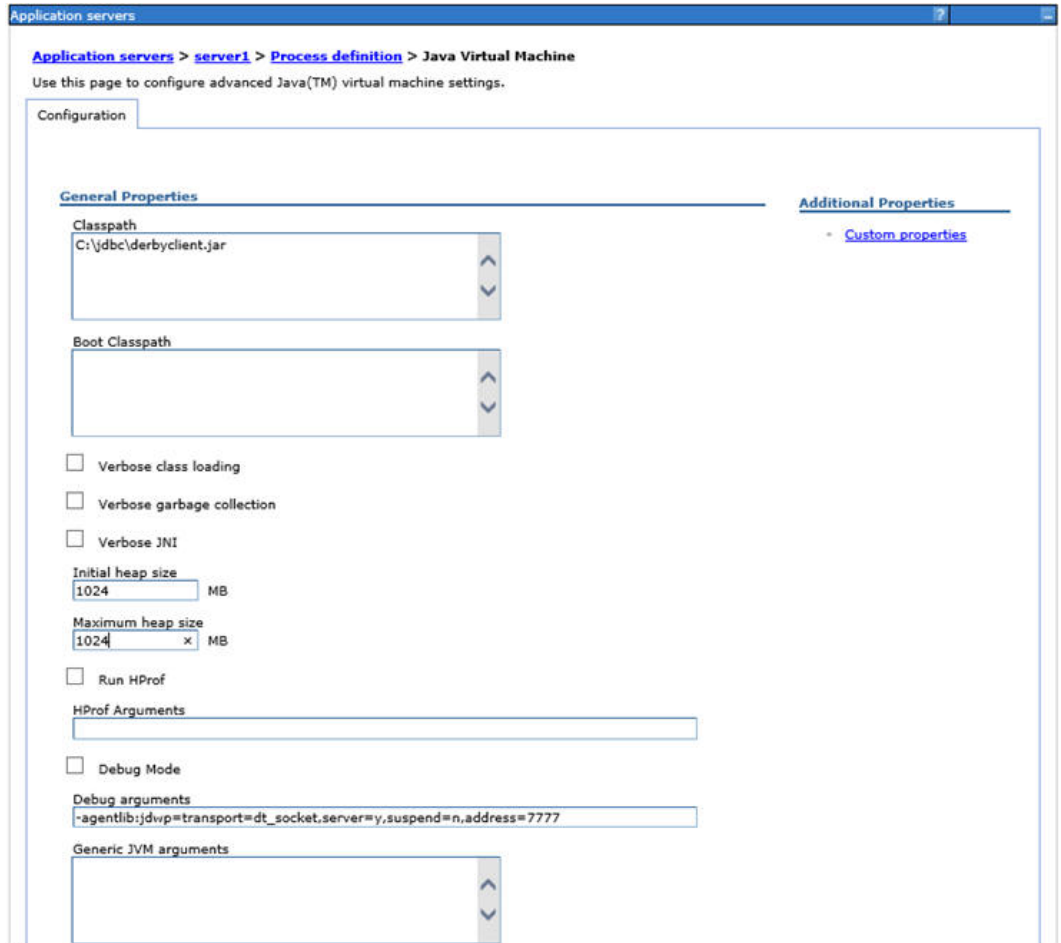 Application servers ?
Application servers > server1 > Process definition > Java Virtual Machine
Use this page to configure advanced Java(TM) virtual machine settings.
Configuration
General Properties
Classpath
C:\jdbc\derbyclient.jar
Boot Classpath
Verbose class loading
Verbose garbage collection
Verbose JNI
Initial heap size
1024 MB
Maximum heap size
1024 × MB
Run HProf
HProf Arguments
Debug Mode
Debug arguments
-agentlib:jdwp=transport=dt_socket,server=y,suspend=n,address=7777
Generic JVM arguments
Additional Properties
Custom properties